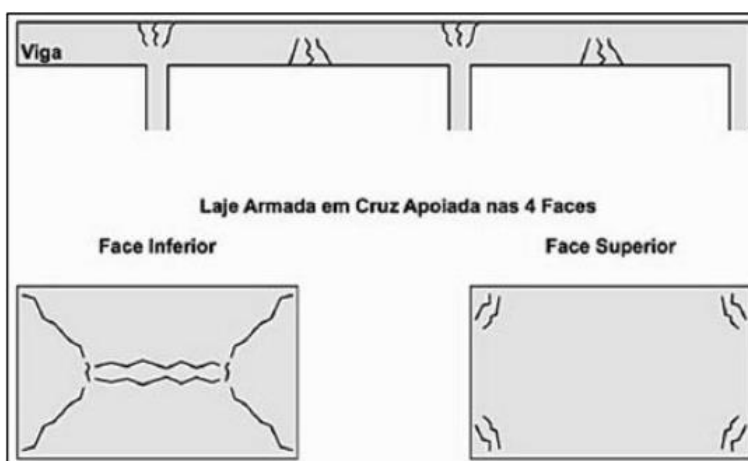 Viga
Laje Armada em Cruz Apoiada nas 4 Faces
Face Inferior
Face Superior